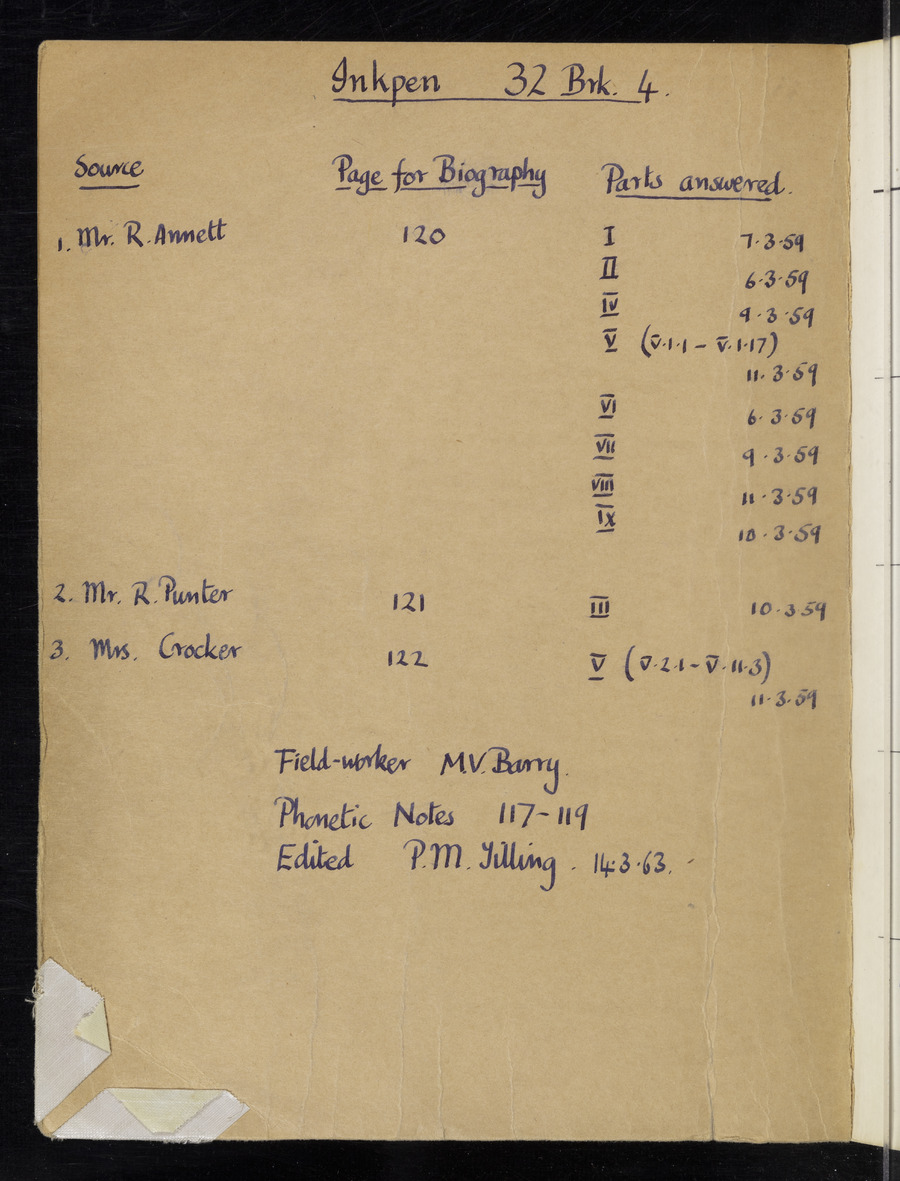 Inkpen 32 Brk. 4.
Source Page for Biography Parts answered.
1. Mr. R. Annett 120 I 7.3.59
II 6.3.59
IV 9.3.59
V (V.1.1 – V.1.17)
11.3.59
VI 6.3.59
VII 9.3.59
VIII 11.3.59
IX 10.3.59
2. Mr. R. Punter 121 III 10.3.59
3. Mrs. Crocker 122 V (V.2.1 – V.11.3)
11.3.59
Field-worker M.V. Barry.
Phonetic Notes 117–119
Edited P.M. Tilling. 14.3.63.